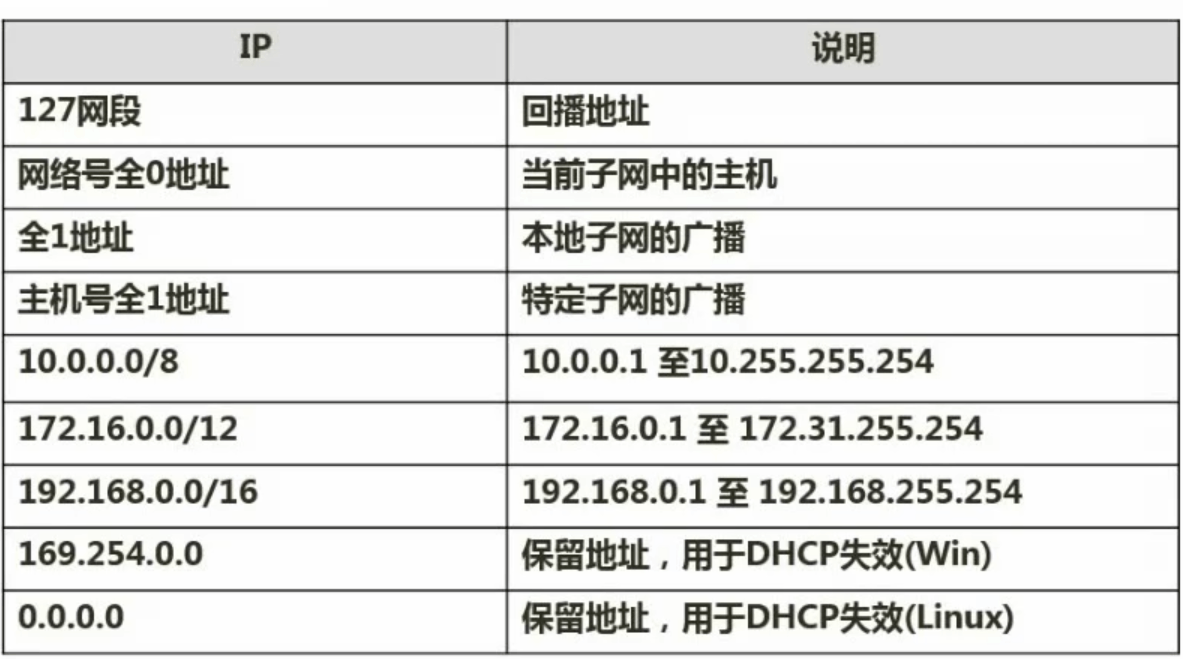 IP 说明
127网段 回播地址
网络号全0地址 当前子网中的主机
全1地址 本地子网的广播
主机号全1地址 特定子网的广播
10.0.0.0/8 10.0.0.1 至10.255.255.254
172.16.0.0/12 172.16.0.1 至 172.31.255.254
192.168.0.0/16 192.168.0.1 至 192.168.255.254
169.254.0.0 保留地址，用于DHCP失效(Win)
0.0.0.0 保留地址，用于DHCP失效(Linux)